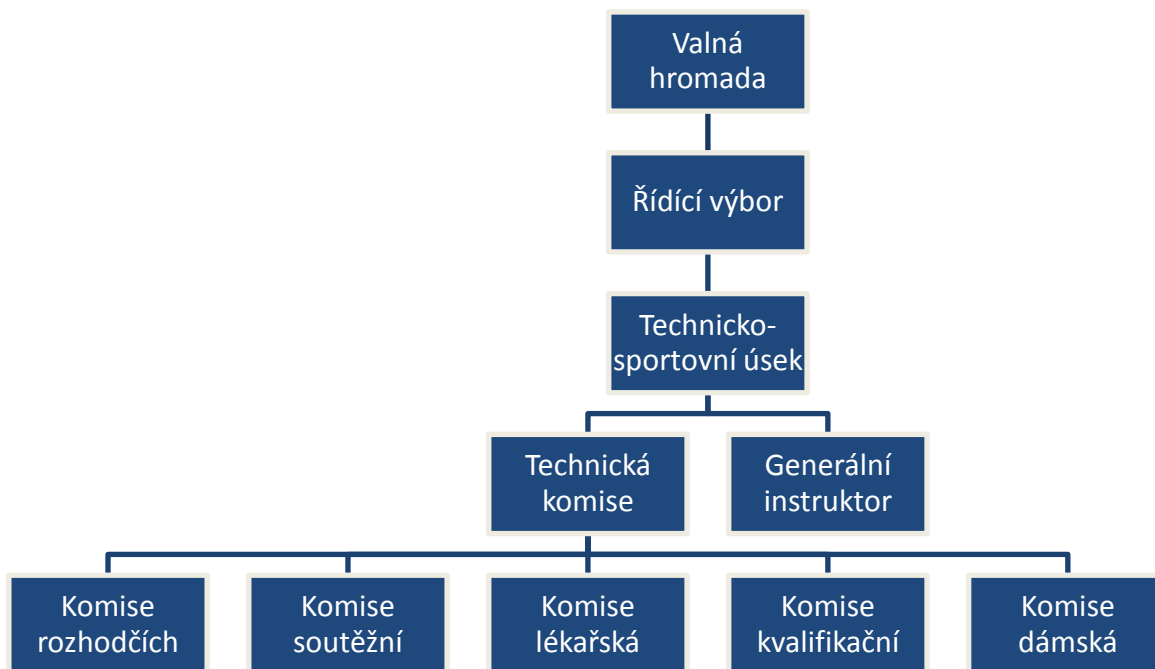 Valná
hromada
Řídící výbor
Technicko-
sportovní úsek
Technická
komise
Generální
instruktor
Komise
rozhodčích
Komise
soutěžní
Komise
lékařská
Komise
kvalifikační
Komise
dámská